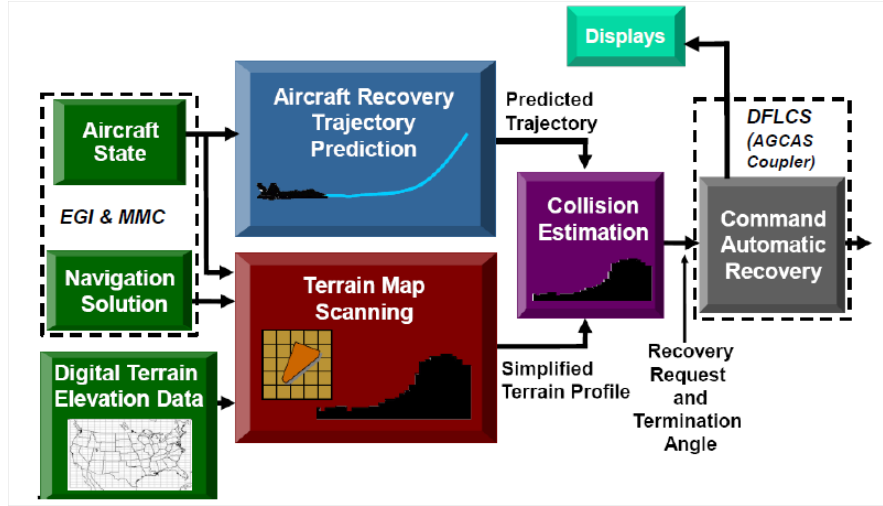 Displays
Aircraft
State
EGI & MMC
Navigation
Solution
Digital Terrain
Elevation Data
Aircraft Recovery
Trajectory
Prediction
Terrain Map
Scanning
Predicted
Trajectory
Simplified
Terrain Profile
Collision
Estimation
DFLCS
(AGCAS
Coupler)
Command
Automatic
Recovery
Recovery
Request
and
Termination
Angle